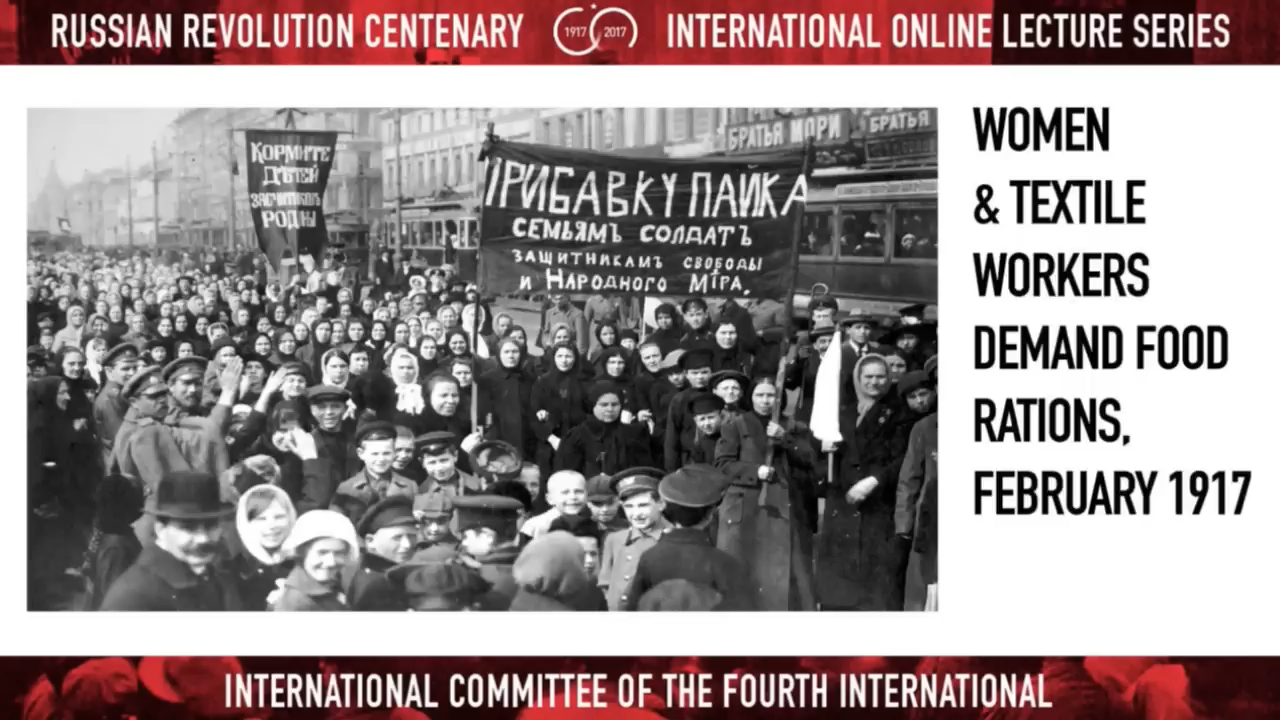 RUSSIAN REVOLUTION CENTENARY
1917 2017
INTERNATIONAL ONLINE LECTURE SERIES
КОРМИТЕ
ДѢТЕЙ
ЗАЩИТНИКОВЪ
РОДИНЫ
БРАТЬЯ МОРИ
БРАТЬЯ
ПРИБАВКУ ПАЙКА
СЕМЬЯМЪ СОЛДАТЪ
ЗАЩИТНИКАМЪ СВОБОДЫ
И НАРОДНОГО МІРА.
WOMEN
& TEXTILE
WORKERS
DEMAND FOOD
RATIONS,
FEBRUARY 1917
INTERNATIONAL COMMITTEE OF THE FOURTH INTERNATIONAL